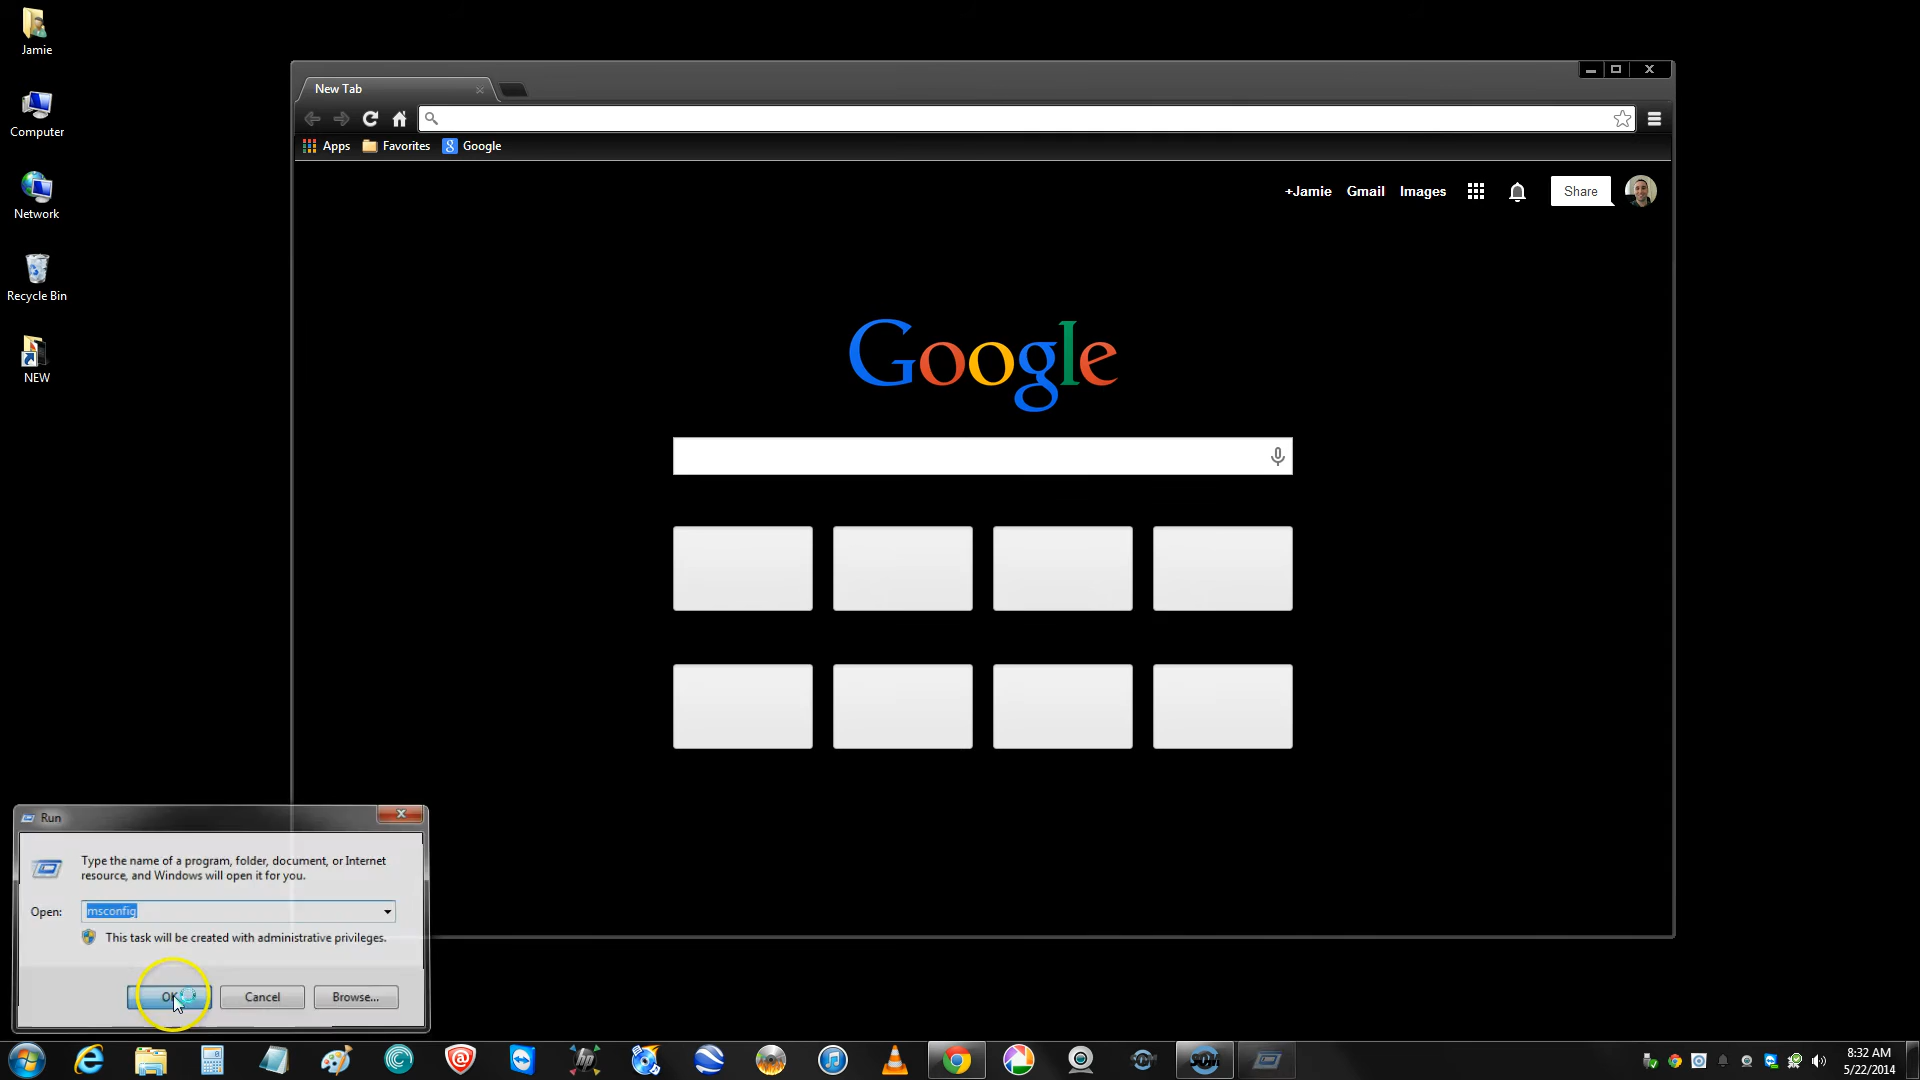 Jamie
Computer
Network
Recycle Bin
NEW
New Tab
Apps
Favorites
Google
+Jamie
Gmail
Images
Share
Google
Run
Type the name of a program, folder, document, or Internet
resource, and Windows will open it for you.
Open:
msconfig
This task will be created with administrative privileges.
OK
Cancel
Browse...
8:32 AM
5/22/2014